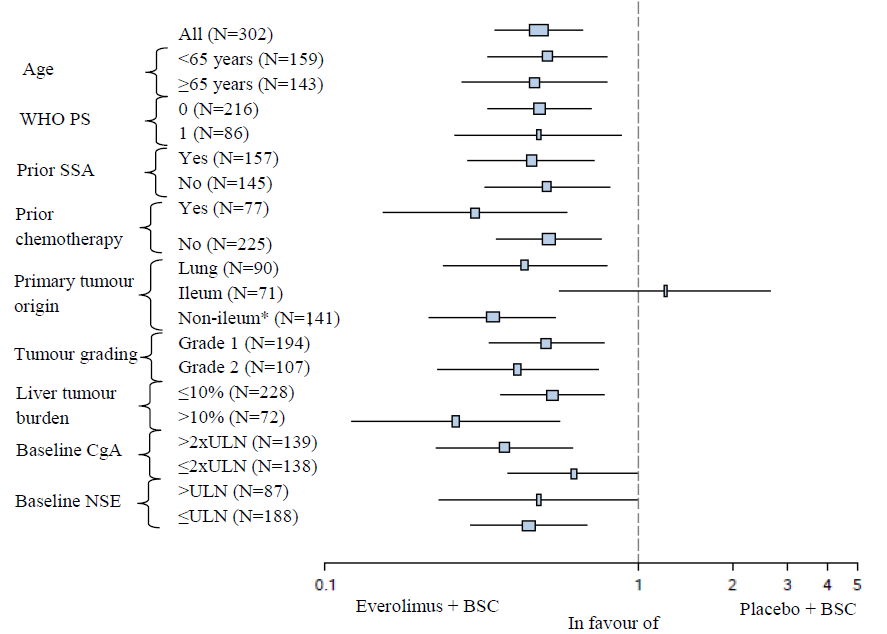 All (N=302)
Age
<65 years (N=159)
≥65 years (N=143)
WHO PS
0 (N=216)
1 (N=86)
Prior SSA
Yes (N=157)
No (N=145)
Prior
chemotherapy
Yes (N=77)
No (N=225)
Primary tumour
origin
Lung (N=90)
Ileum (N=71)
Non-ileum* (N=141)
Tumour grading
Grade 1 (N=194)
Grade 2 (N=107)
Liver tumour
burden
≤10% (N=228)
>10% (N=72)
Baseline CgA
>2xULN (N=139)
≤2xULN (N=138)
Baseline NSE
>ULN (N=87)
≤ULN (N=188)
0.1 1 2 3 4 5
Everolimus + BSC
In favour of
Placebo + BSC